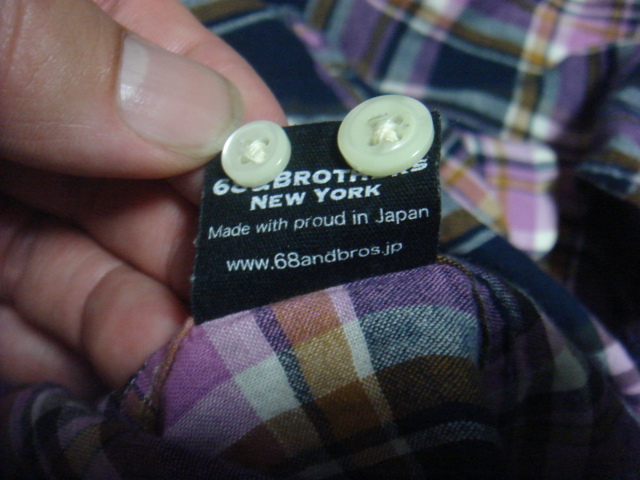 68&BROTHERS
NEW YORK
Made with proud in Japan
www.68andbros.jp